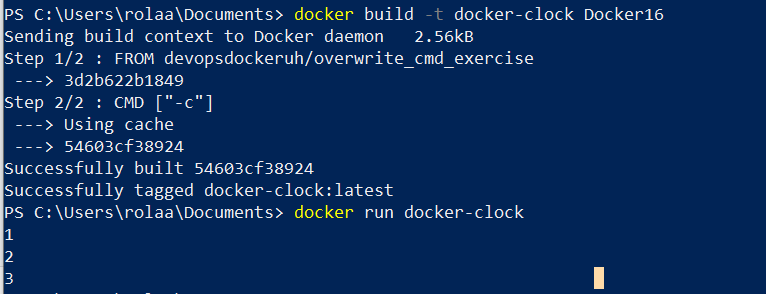 PS C:\Users\rolaa\Documents> docker build -t docker-clock Docker16
Sending build context to Docker daemon   2.56kB
Step 1/2 : FROM devopsdockeruh/overwrite_cmd_exercise
 ---> 3d2b622b1849
Step 2/2 : CMD ["-c"]
 ---> Using cache
 ---> 54603cf38924
Successfully built 54603cf38924
Successfully tagged docker-clock:latest
PS C:\Users\rolaa\Documents> docker run docker-clock
1
2
3